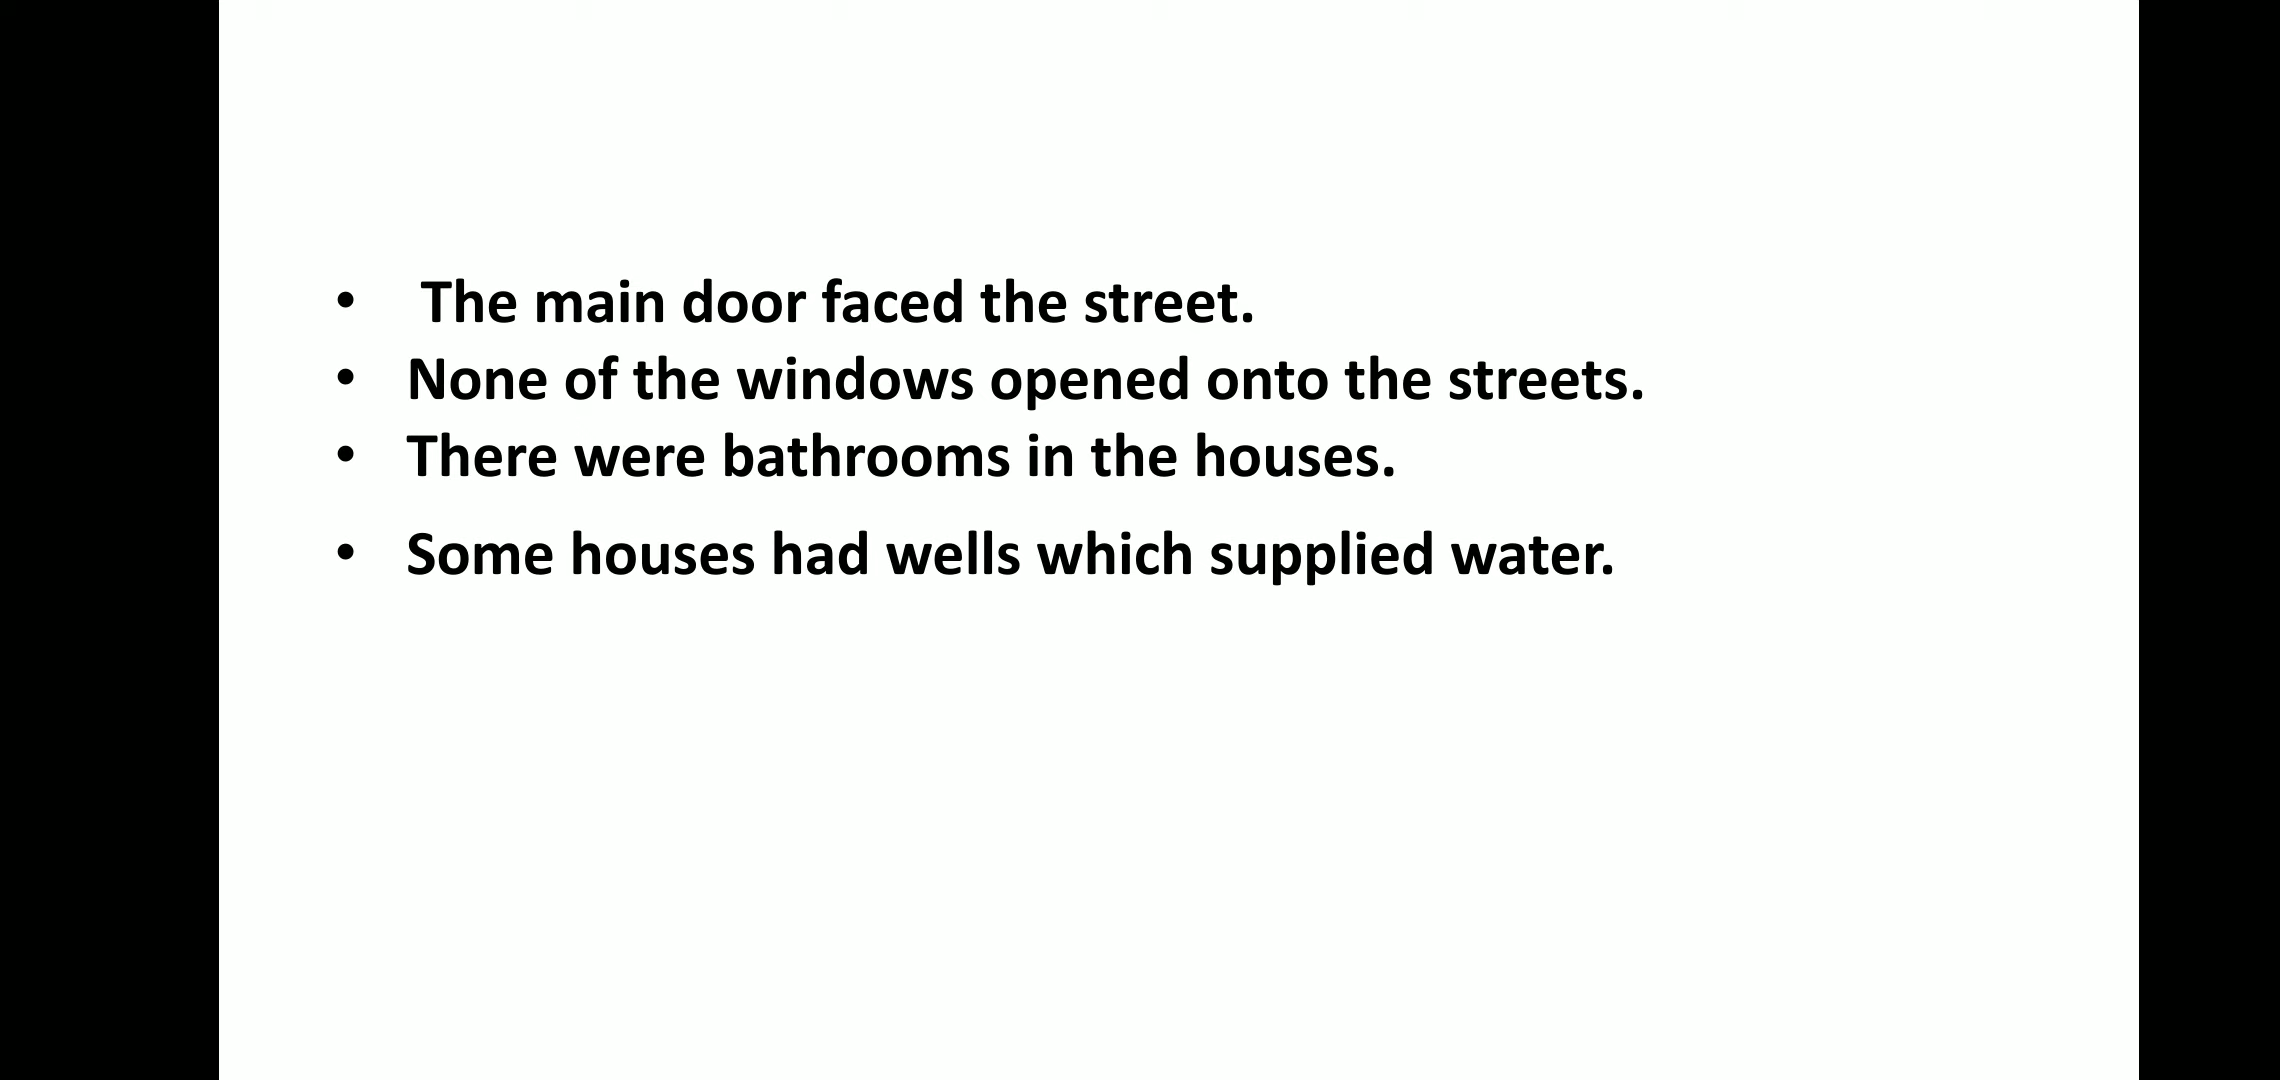 • The main door faced the street.
• None of the windows opened onto the streets.
• There were bathrooms in the houses.
• Some houses had wells which supplied water.